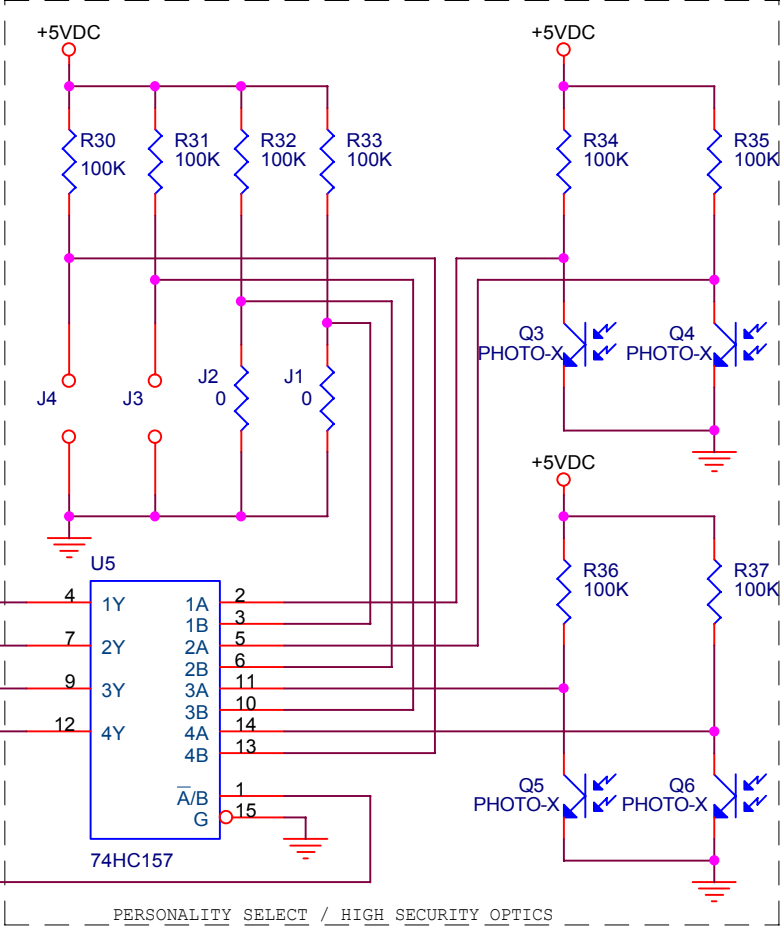 +5VDC
+5VDC
R30
100K
R31
100K
R32
100K
R33
100K
R34
100K
R35
100K
Q3
PHOTO-X
Q4
PHOTO-X
J4
J3
J2
0
J1
0
+5VDC
U5
R36
100K
R37
100K
4
1Y
1A
2
1B
3
7
2Y
2A
5
2B
6
9
3Y
3A
11
3B
10
12
4Y
4A
14
4B
13
A̅/B
1
G
15
74HC157
Q5
PHOTO-X
Q6
PHOTO-X
PERSONALITY SELECT / HIGH SECURITY OPTICS